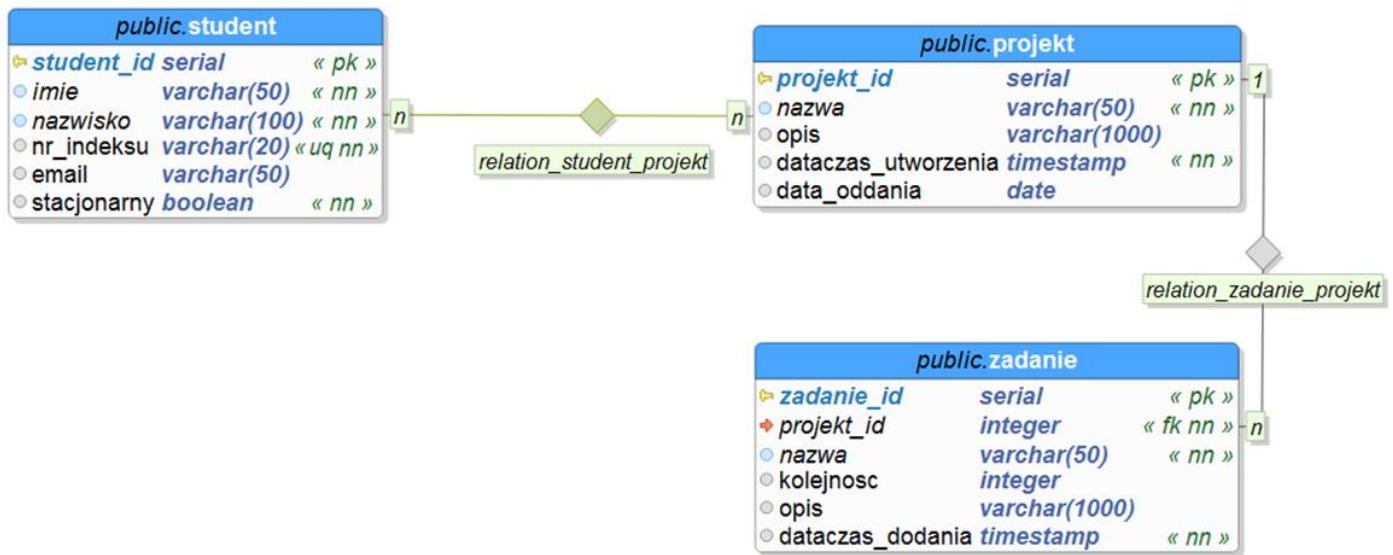 public.student
student_id serial « pk »
imie varchar(50) « nn »
nazwisko varchar(100) « nn »
nr_indeksu varchar(20) « uq nn »
email varchar(50)
stacjonarny boolean « nn »
n
n
relation_student_projekt
public.projekt
projekt_id serial « pk »
nazwa varchar(50) « nn »
opis varchar(1000)
dataczas_utworzenia timestamp « nn »
data_oddania date
1
relation_zadanie_projekt
public.zadanie
zadanie_id serial « pk »
projekt_id integer « fk nn »
nazwa varchar(50) « nn »
kolejnosc integer
opis varchar(1000)
dataczas_dodania timestamp « nn »
n